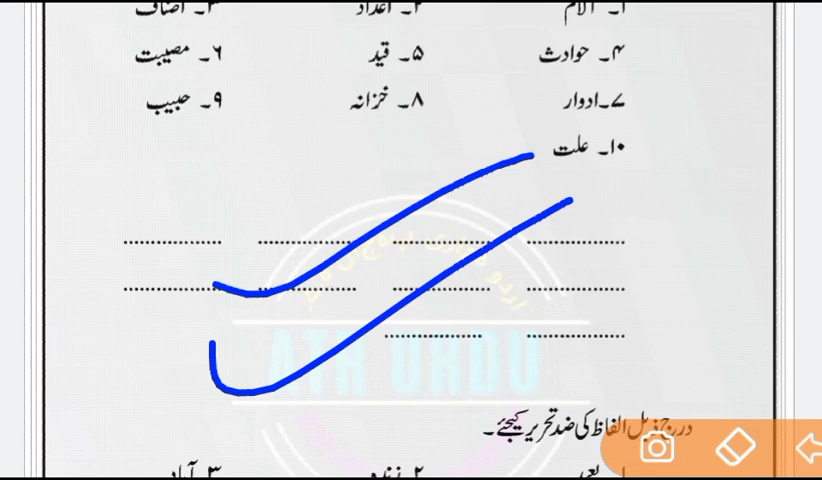 ۱۔ آلام ۲۔ اعداد ۳۔ اصناف
۴۔ حوادث ۵۔ قید ۶۔ مصیبت
۷۔ادوار ۸۔ خزانہ ۹۔ حبیب
۱۰۔ علت
ATR URDU
درج ذیل الفاظ کی ضد تحریر کیجئے۔
۲۔ زندہ ۳۔ آباد